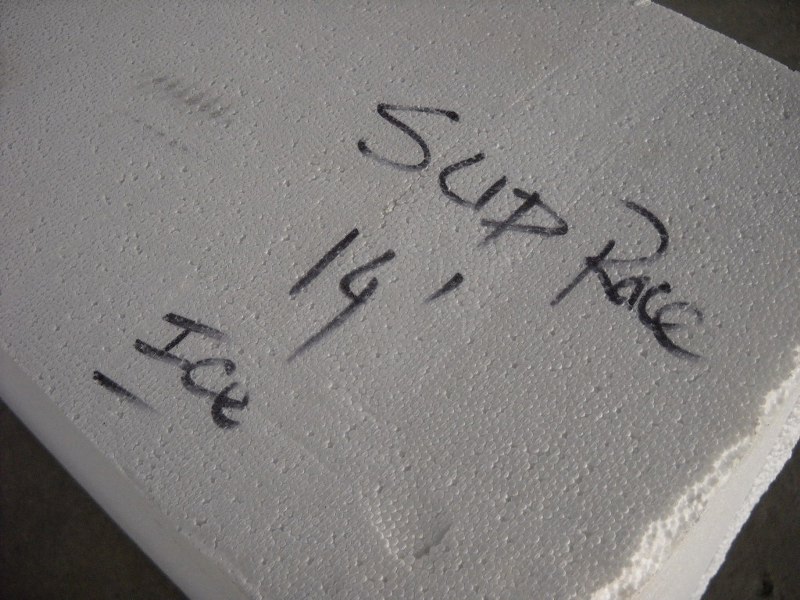 SUP Race
14'
- Ice